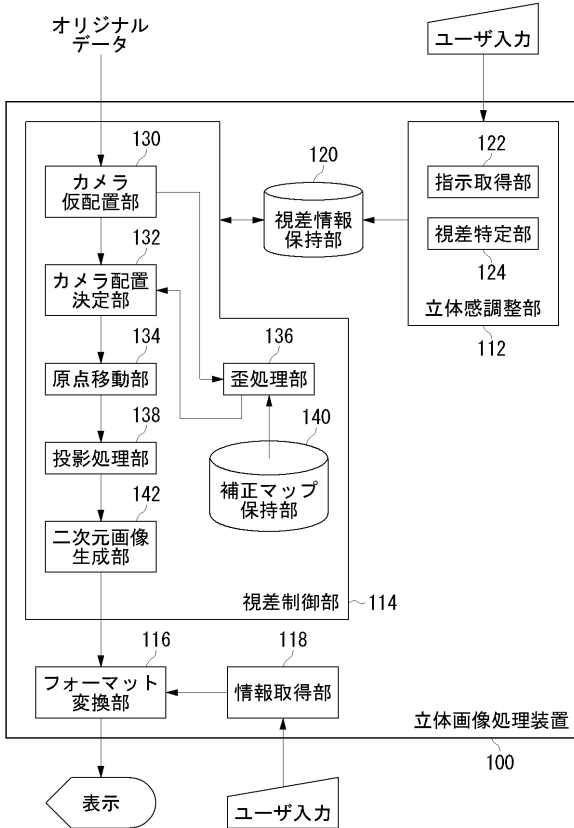 オリジナル
データ
ユーザ入力
130
カメラ
仮配置部
120
視差情報
保持部
122
指示取得部
視差特定部
124
立体感調整部
112
132
カメラ配置
決定部
134
原点移動部
136
歪処理部
138
投影処理部
140
補正マップ
保持部
142
二次元画像
生成部
視差制御部
114
116
フォーマット
変換部
118
情報取得部
立体画像処理装置
100
表示
ユーザ入力